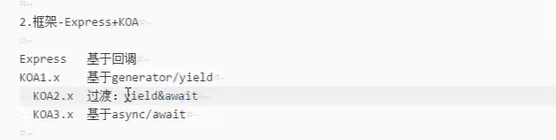 2.框架-Express+KOA
Express 基于回调
KOA1.x 基于generator/yield
KOA2.x 过渡：yield&await
KOA3.x 基于async/await